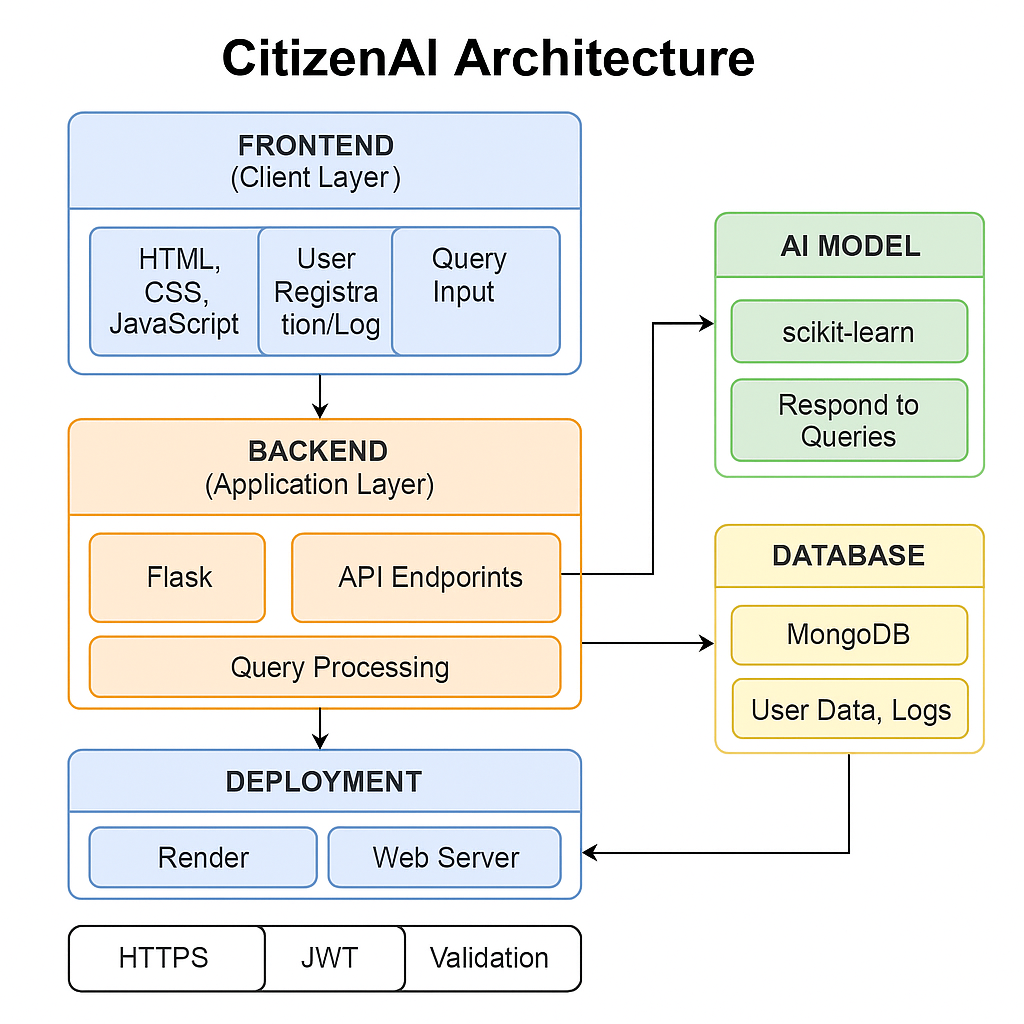 CitizenAI Architecture
FRONTEND
(Client Layer)
HTML,
CSS,
JavaScript
User
Registra
tion/Log
Query
Input
BACKEND
(Application Layer)
Flask
API Endporints
Query Processing
DEPLOYMENT
Render
Web Server
HTTPS
JWT
Validation
AI MODEL
scikit-learn
Respond to
Queries
DATABASE
MongoDB
User Data, Logs